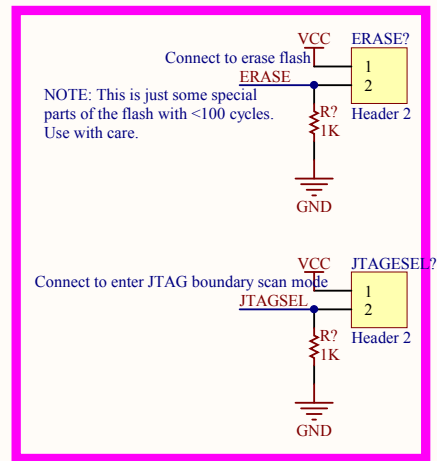 VCC ERASE?
Connect to erase flash
1
ERASE
2
NOTE: This is just some special
parts of the flash with <100 cycles.
Use with care.
R?
1K
Header 2
GND
VCC JTAGESEL?
Connect to enter JTAG boundary scan mode
1
JTAGSEL
2
R?
1K
Header 2
GND